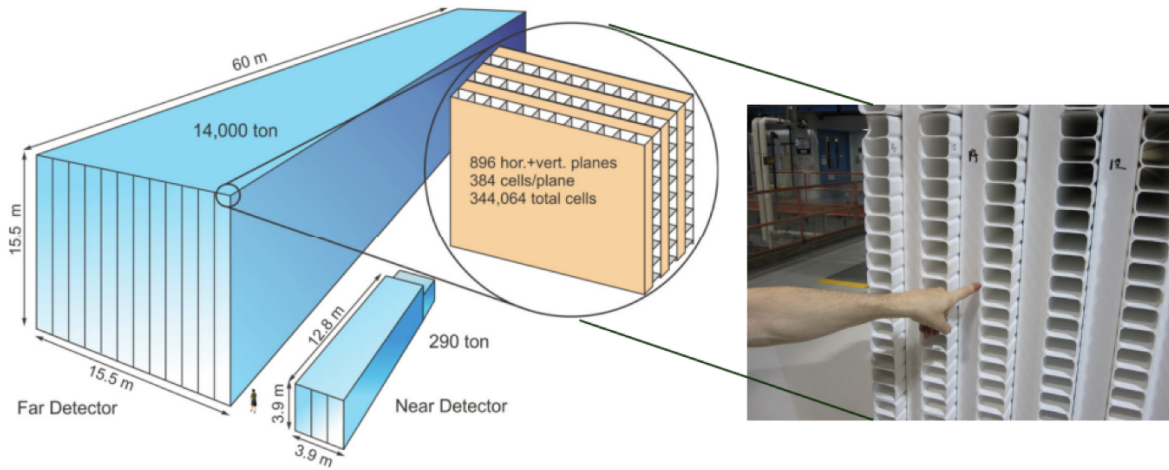 60 m
14,000 ton
15.5 m
15.5 m
Far Detector
896 hor.+vert. planes
384 cells/plane
344,064 total cells
12.8 m
290 ton
3.9 m
3.9 m
Near Detector